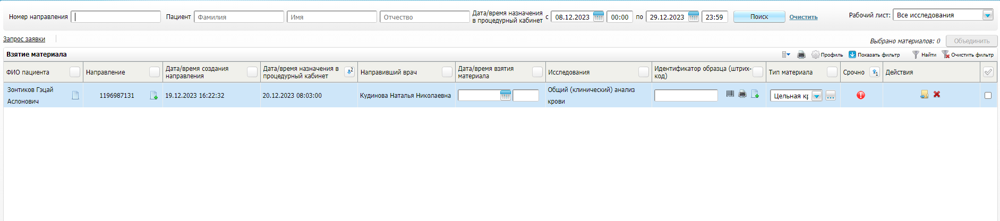 Номер направления
Пациент
Фамилия
Имя
Отчество
Дата/время назначения
в процедурный кабинет
с
08.12.2023
00:00
по
29.12.2023
23:59
Поиск
Очистить
Рабочий лист:
Все исследования
Запрос заявки
Выбрано материалов: 0
Объединить
Взятие материала
Профиль
Показать фильтр
Найти
Очистить фильтр
ФИО пациента
Направление
Дата/время создания
направления
Дата/время назначения в
процедурный кабинет
2
Направивший врач
Дата/время взятия
материала
Исследования
Идентификатор образца (штрих-
код)
Тип материала
Срочно
1
Действия
Зонтиков Гэцай
Аслонович
1196987131
19.12.2023 16:22:32
20.12.2023 08:03:00
Кудинова Наталья Николаевна
Общий (клинический) анализ
крови
Цельная кр
...